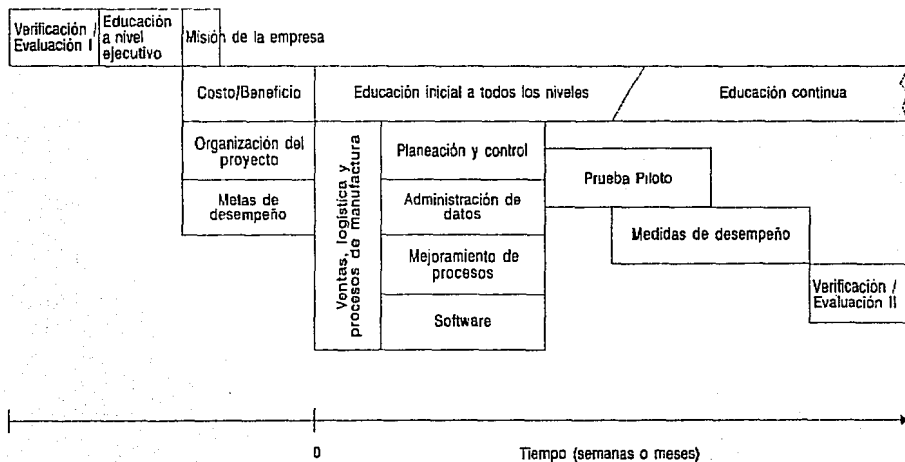 Verificación /
Evaluación I
Educación
a nivel
ejecutivo
Misión de la empresa
Costo/Beneficio
Educación inicial a todos los niveles
Educación continua
Organización del
proyecto
Metas de
desempeño
Ventas, logística y
procesos de manufactura
Planeación y control
Administración de
datos
Mejoramiento de
procesos
Software
Prueba Piloto
Medidas de desempeño
Verificación /
Evaluación II
0
Tiempo (semanas o meses)